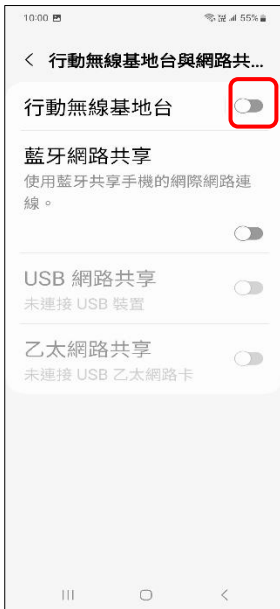 10:00 55%
行動無線基地台與網路共...
行動無線基地台
藍牙網路共享
使用藍牙共享手機的網際網路連
線。
USB 網路共享
未連接 USB 裝置
乙太網路共享
未連接 USB 乙太網路卡